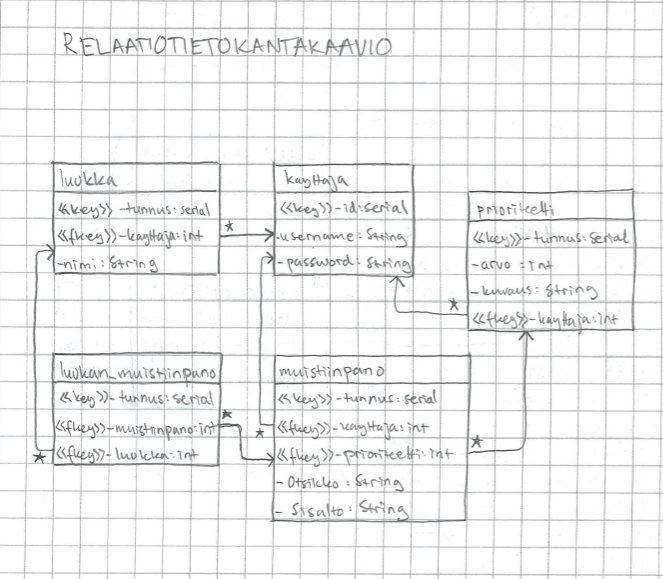 RELAATIOTIETOKANTAKAAVIO
luokka
<<key>>-tunnus:serial
<<fkey>>-kayttaja:int
-nimi:String
kayttaja
<<key>>-id:serial
-username:String
-password:String
prioriteetti
<<key>>-tunnus:serial
-arvo:int
-kuvaus:String
<<fkey>>-kayttaja:int
luokan_muistiinpano
<<key>>-tunnus:serial
<<fkey>>-muistiinpano:int
<<fkey>>-luokka:int
muistiinpano
<<key>>-tunnus:serial
<<fkey>>-kayttaja:int
<<fkey>>-prioriteetti:int
- Otsikko:String
- Sisalto:String
*
*
*
*
*
*